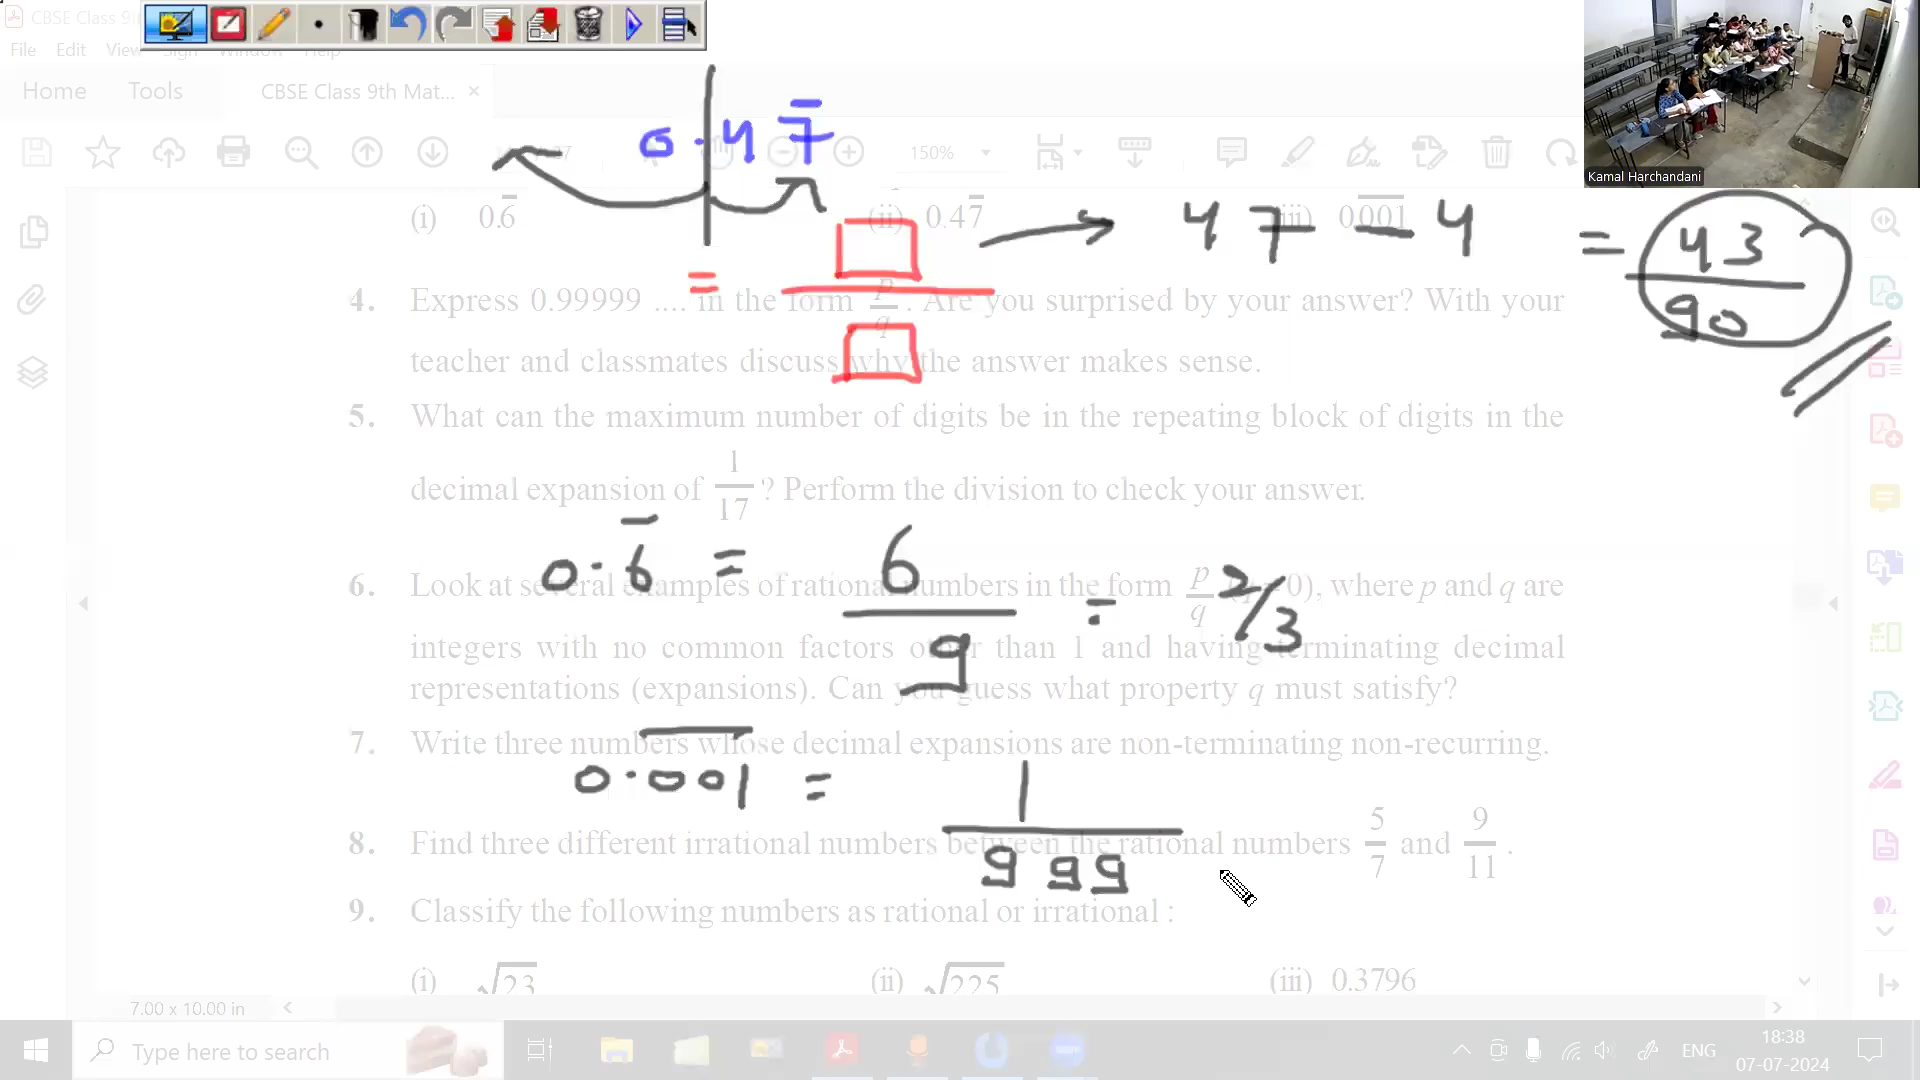 CBSE Class 9th
File Edit View Sign Window Help
Home Tools CBSE Class 9th Mat... ×
150%
Kamal Harchandani
0.47̅
(i) 0.6̅ (ii) 0.47̅ (iii) 0.0̅0̅1̅
= □/□ → 47 - 4 = 43/90
4. Express 0.99999 .... in the form p/q . Are you surprised by your answer? With your
teacher and classmates discuss why the answer makes sense.
5. What can the maximum number of digits be in the repeating block of digits in the
decimal expansion of 1/17 ? Perform the division to check your answer.
0.6̅ = 6/9 = 2/3
6. Look at several examples of rational numbers in the form p/q 0), where p and q are
integers with no common factors other than 1 and having terminating decimal
representations (expansions). Can you guess what property q must satisfy?
7. Write three numbers whose decimal expansions are non-terminating non-recurring.
0.0̅0̅1̅ = 1/999
8. Find three different irrational numbers between the rational numbers 5/7 and 9/11 .
9. Classify the following numbers as rational or irrational :
(i) √23 (ii) √225 (iii) 0.3796
7.00 x 10.00 in
Type here to search
ENG
18:38
07-07-2024